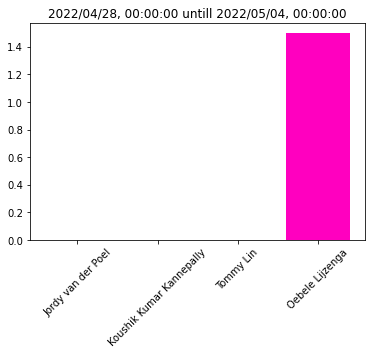 2022/04/28, 00:00:00 untill 2022/05/04, 00:00:00
1.4
1.2
1.0
0.8
0.6
0.4
0.2
0.0
Jordy van der Poel
Koushik Kumar Kannepally
Tommy Lin
Oebele Lijzenga